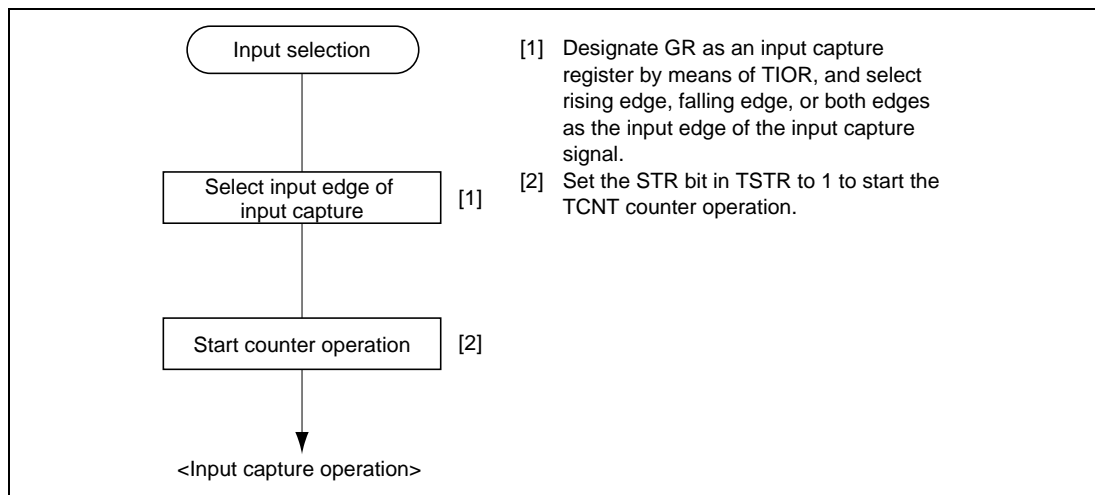 Input selection
Select input edge of
input capture
[1]
Start counter operation
[2]
<Input capture operation>
[1] Designate GR as an input capture
register by means of TIOR, and select
rising edge, falling edge, or both edges
as the input edge of the input capture
signal.
[2] Set the STR bit in TSTR to 1 to start the
TCNT counter operation.